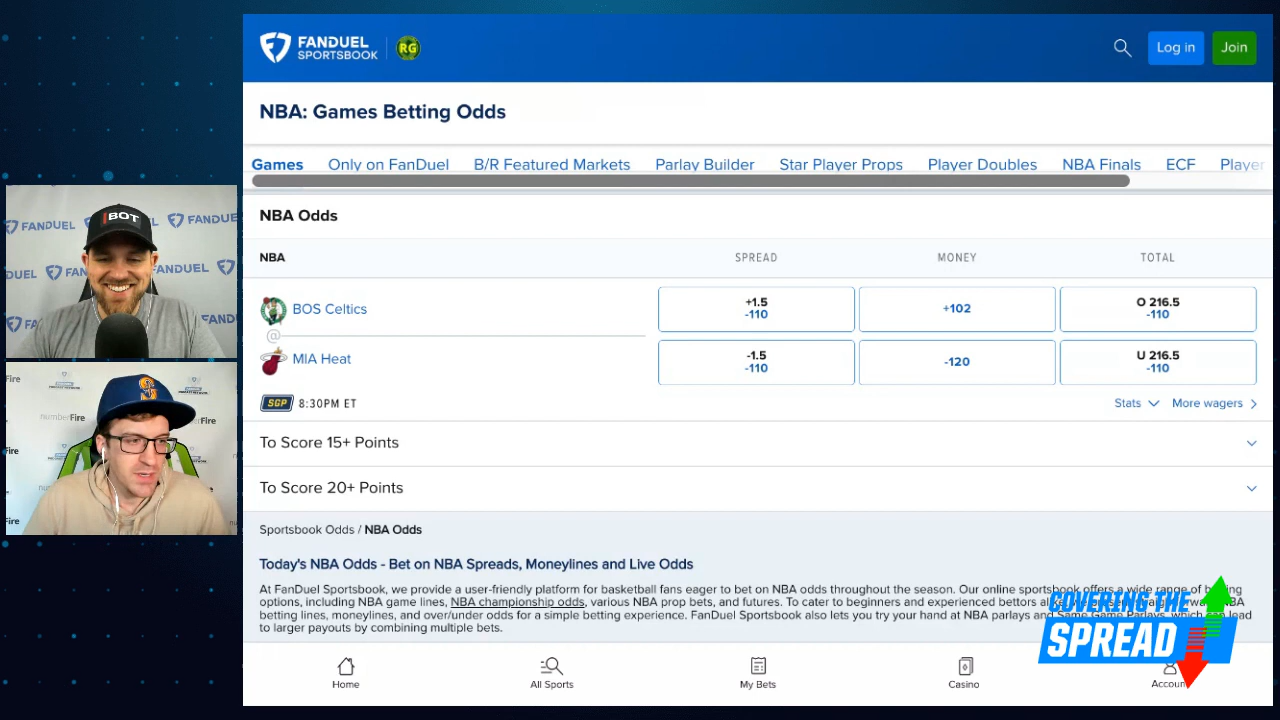 FANDUEL
SPORTSBOOK
RG
Log in
Join
NBA: Games Betting Odds
Games Only on FanDuel B/R Featured Markets Parlay Builder Star Player Props Player Doubles NBA Finals ECF Player
NBA Odds
NBA SPREAD MONEY TOTAL
BOS Celtics
+1.5
-110
+102
O 216.5
-110
@
MIA Heat
-1.5
-110
-120
U 216.5
-110
SGP 8:30PM ET Stats More wagers
To Score 15+ Points
To Score 20+ Points
Sportsbook Odds / NBA Odds
Today's NBA Odds - Bet on NBA Spreads, Moneylines and Live Odds
At FanDuel Sportsbook, we provide a user-friendly platform for basketball fans eager to bet on NBA odds throughout the season. Our online sportsbook offers a wide range of
options, including NBA game lines, NBA championship odds, various NBA prop bets, and futures. To cater to beginners and experienced bettors
betting lines, moneylines, and over/under odds for a simple betting experience. FanDuel Sportsbook also lets you try your hand at NBA parlays and
to larger payouts by combining multiple bets.
COVERING THE
SPREAD
Home All Sports My Bets Casino Account
BOT
FANDUEL
FANDUEL
DUEL
FANDUEL
numberFire
S